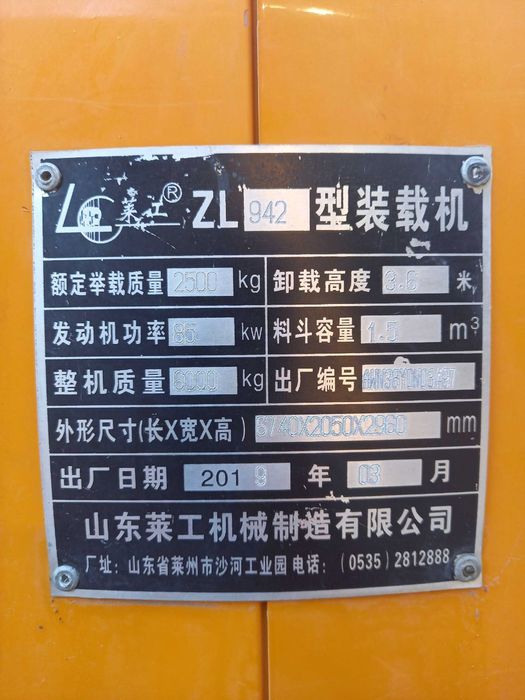 莱工® ZL 942 型装载机
额定举载质量 2500 kg 卸载高度 3.6 米
发动机功率 85 kw 料斗容量 1.5 m³
整机质量 6000 kg 出厂编号
外形尺寸(长X宽X高) 5740X2050X2960 mm
出厂日期 2019 年 03 月
山东莱工机械制造有限公司
厂址:山东省莱州市沙河工业园 电话:(0535)2812888